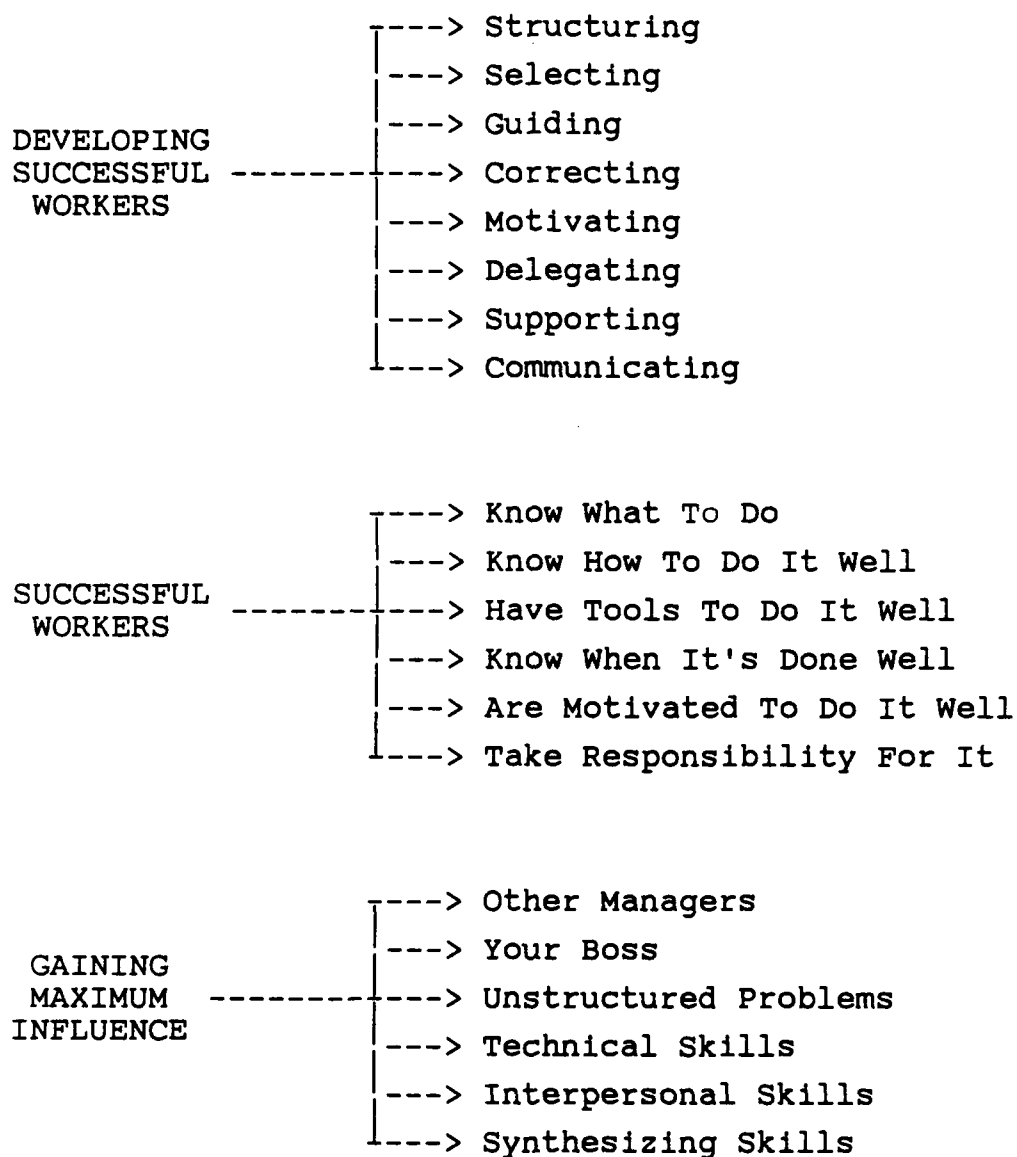 ----> Structuring
---> Selecting
---> Guiding
DEVELOPING
SUCCESSFUL -----------> Correcting
WORKERS
---> Motivating
---> Delegating
---> Supporting
----> Communicating
----> Know What To Do
---> Know How To Do It Well
SUCCESSFUL
WORKERS -----------> Have Tools To Do It Well
---> Know When It's Done Well
---> Are Motivated To Do It Well
----> Take Responsibility For It
----> Other Managers
---> Your Boss
GAINING
MAXIMUM ------------> Unstructured Problems
INFLUENCE
---> Technical Skills
---> Interpersonal Skills
----> Synthesizing Skills